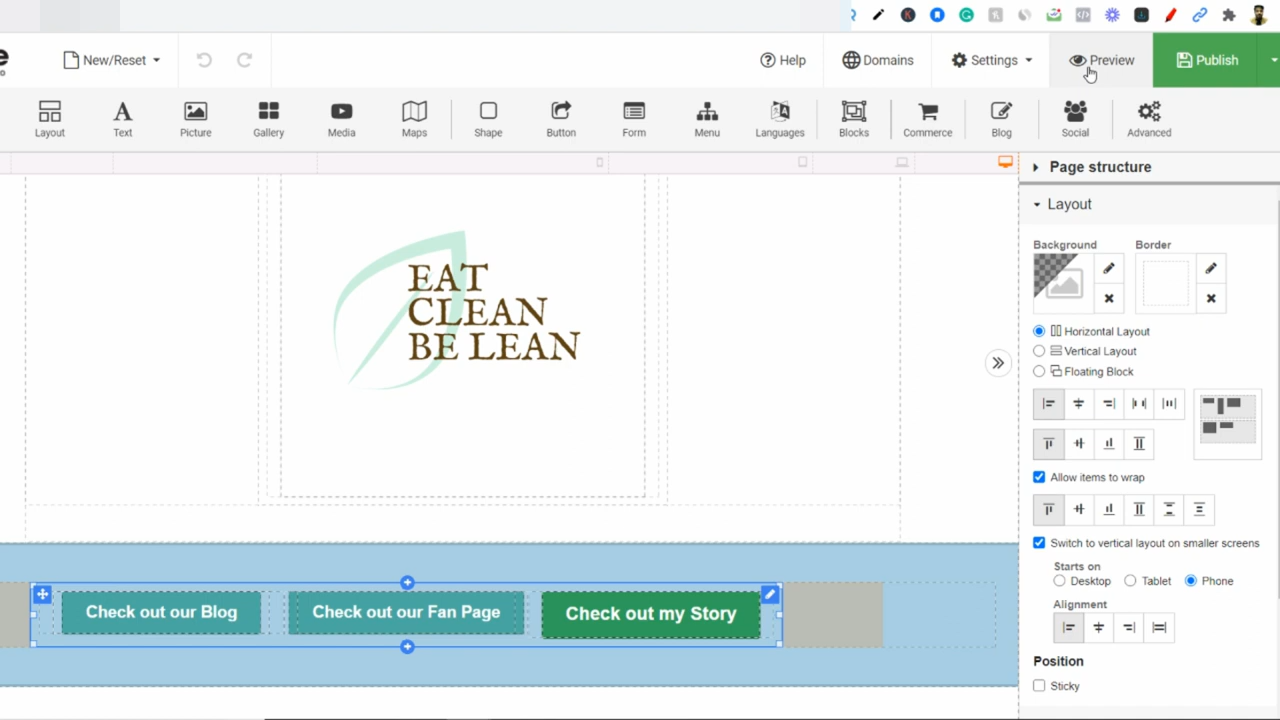 New/Reset
Help
Domains
Settings
Preview
Publish
Layout
Text
Picture
Gallery
Media
Maps
Shape
Button
Form
Menu
Languages
Blocks
Commerce
Blog
Social
Advanced
Page structure
Layout
Background
Border
Horizontal Layout
Vertical Layout
Floating Block
Allow items to wrap
Switch to vertical layout on smaller screens
Starts on
Desktop
Tablet
Phone
Alignment
Position
Sticky
EAT
CLEAN
BE LEAN
Check out our Blog
Check out our Fan Page
Check out my Story